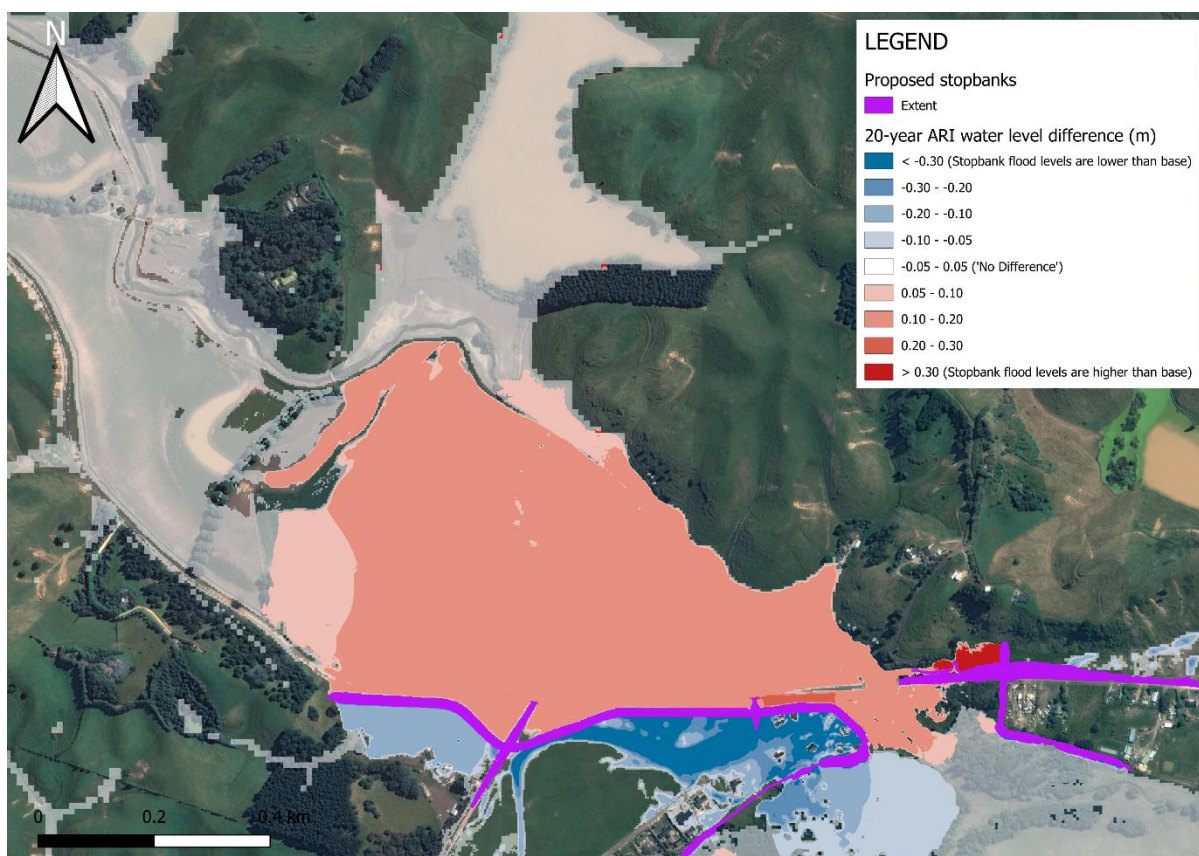 N
LEGEND
Proposed stopbanks
Extent
20-year ARI water level difference (m)
< -0.30 (Stopbank flood levels are lower than base)
-0.30 - -0.20
-0.20 - -0.10
-0.10 - -0.05
-0.05 - 0.05 ('No Difference')
0.05 - 0.10
0.10 - 0.20
0.20 - 0.30
> 0.30 (Stopbank flood levels are higher than base)
0 0.2 0.4 km